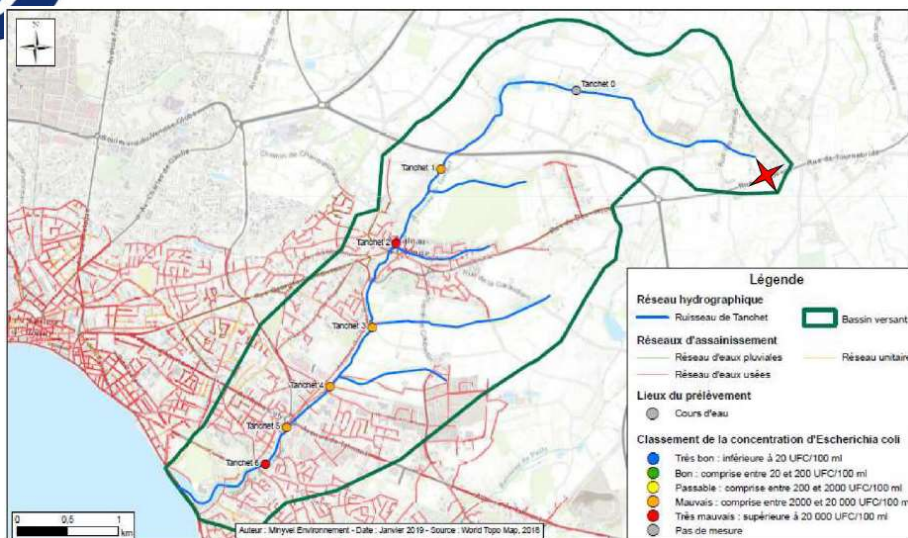 N
Tanchet 0
Tanchet 1
Tanchet 2
Tanchet 3
Tanchet 4
Tanchet 5
Tanchet 6
0 0,5 1
km
Auteur : Minyvel Environnement - Date : Janvier 2019 - Source : World Topo Map, 2018
Légende
Réseau hydrographique
Ruisseau de Tanchet
Bassin versant
Réseaux d'assainissement
Réseau d'eaux pluviales
Réseau unitaire
Réseau d'eaux usées
Lieux du prélèvement
Cours d'eau
Classement de la concentration d'Escherichia coli
Très bon : inférieure à 20 UFC/100 ml
Bon : comprise entre 20 et 200 UFC/100 ml
Passable : comprise entre 200 et 2000 UFC/100 ml
Mauvais : comprise entre 2000 et 20 000 UFC/100 m
Très mauvais : supérieure à 20 000 UFC/100 ml
Pas de mesure